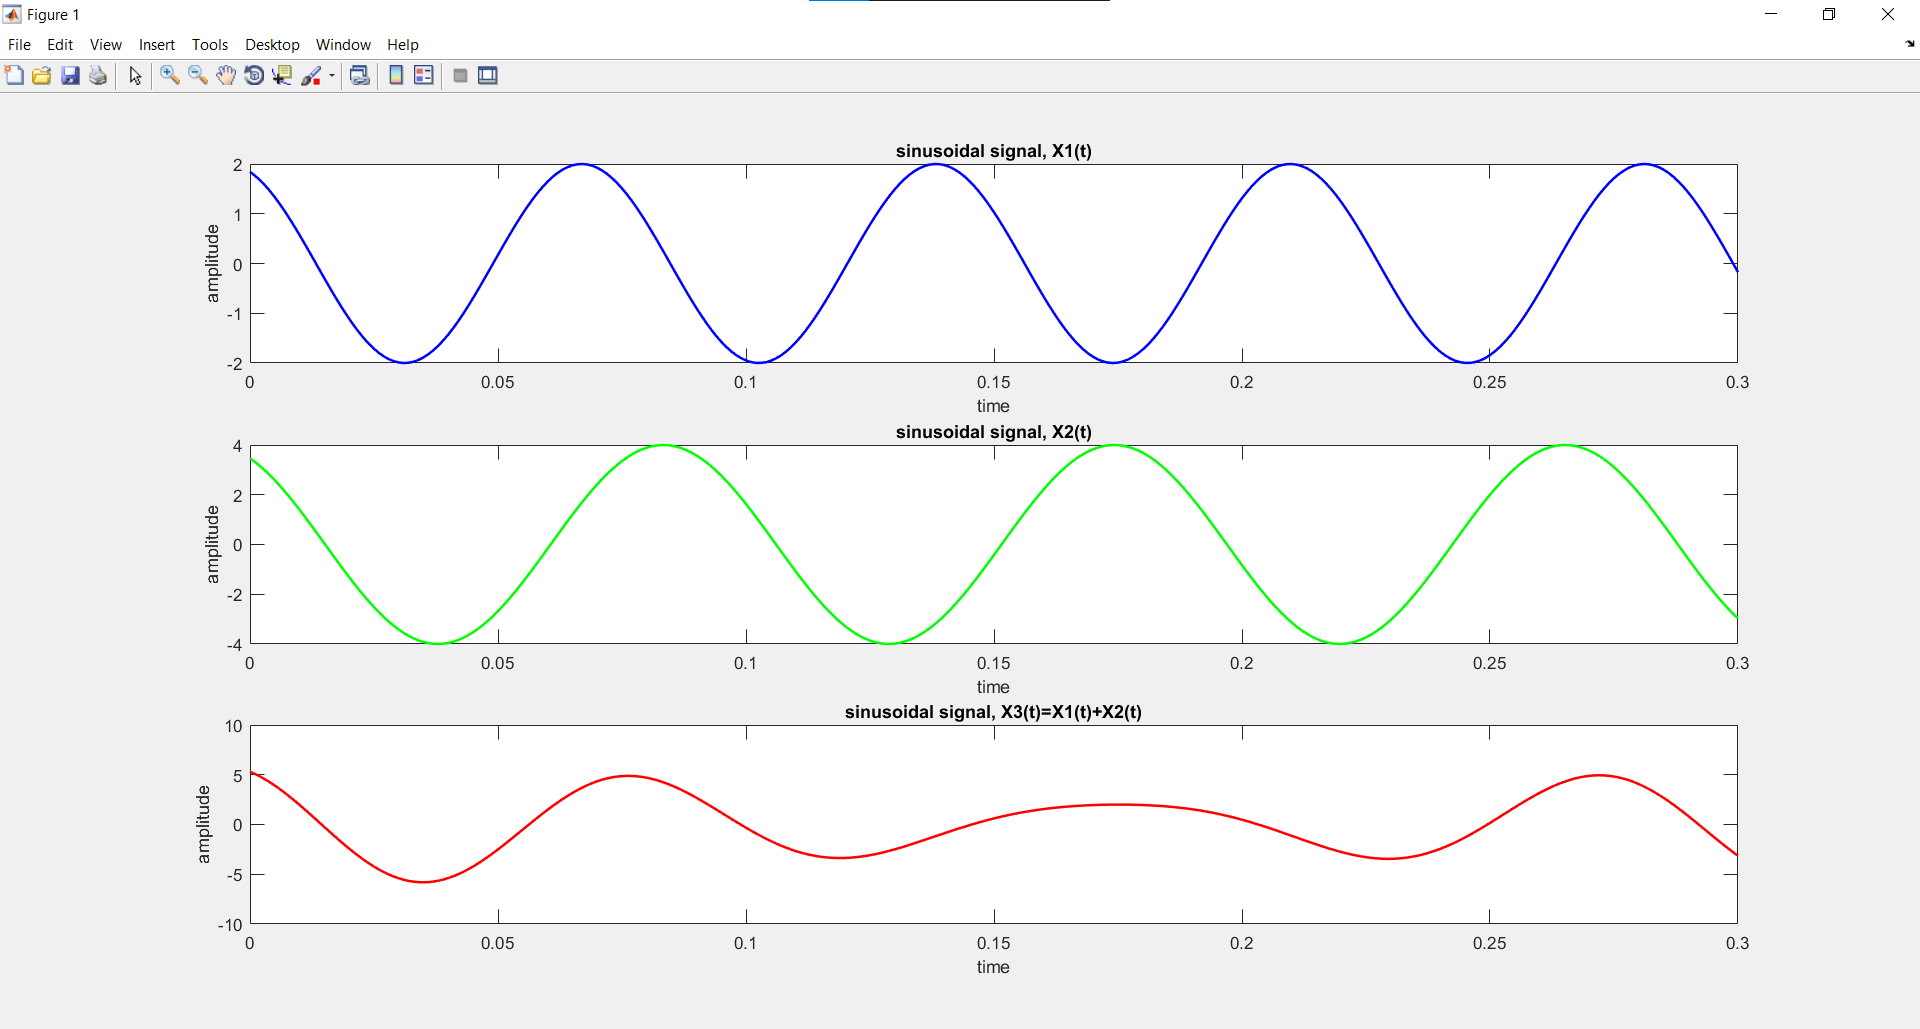 Figure 1
File Edit View Insert Tools Desktop Window Help
sinusoidal signal, X1(t)
2
1
0
-1
-2
amplitude
0 0.05 0.1 0.15 0.2 0.25 0.3
time
sinusoidal signal, X2(t)
4
2
0
-2
-4
amplitude
0 0.05 0.1 0.15 0.2 0.25 0.3
time
sinusoidal signal, X3(t)=X1(t)+X2(t)
10
5
0
-5
-10
amplitude
0 0.05 0.1 0.15 0.2 0.25 0.3
time